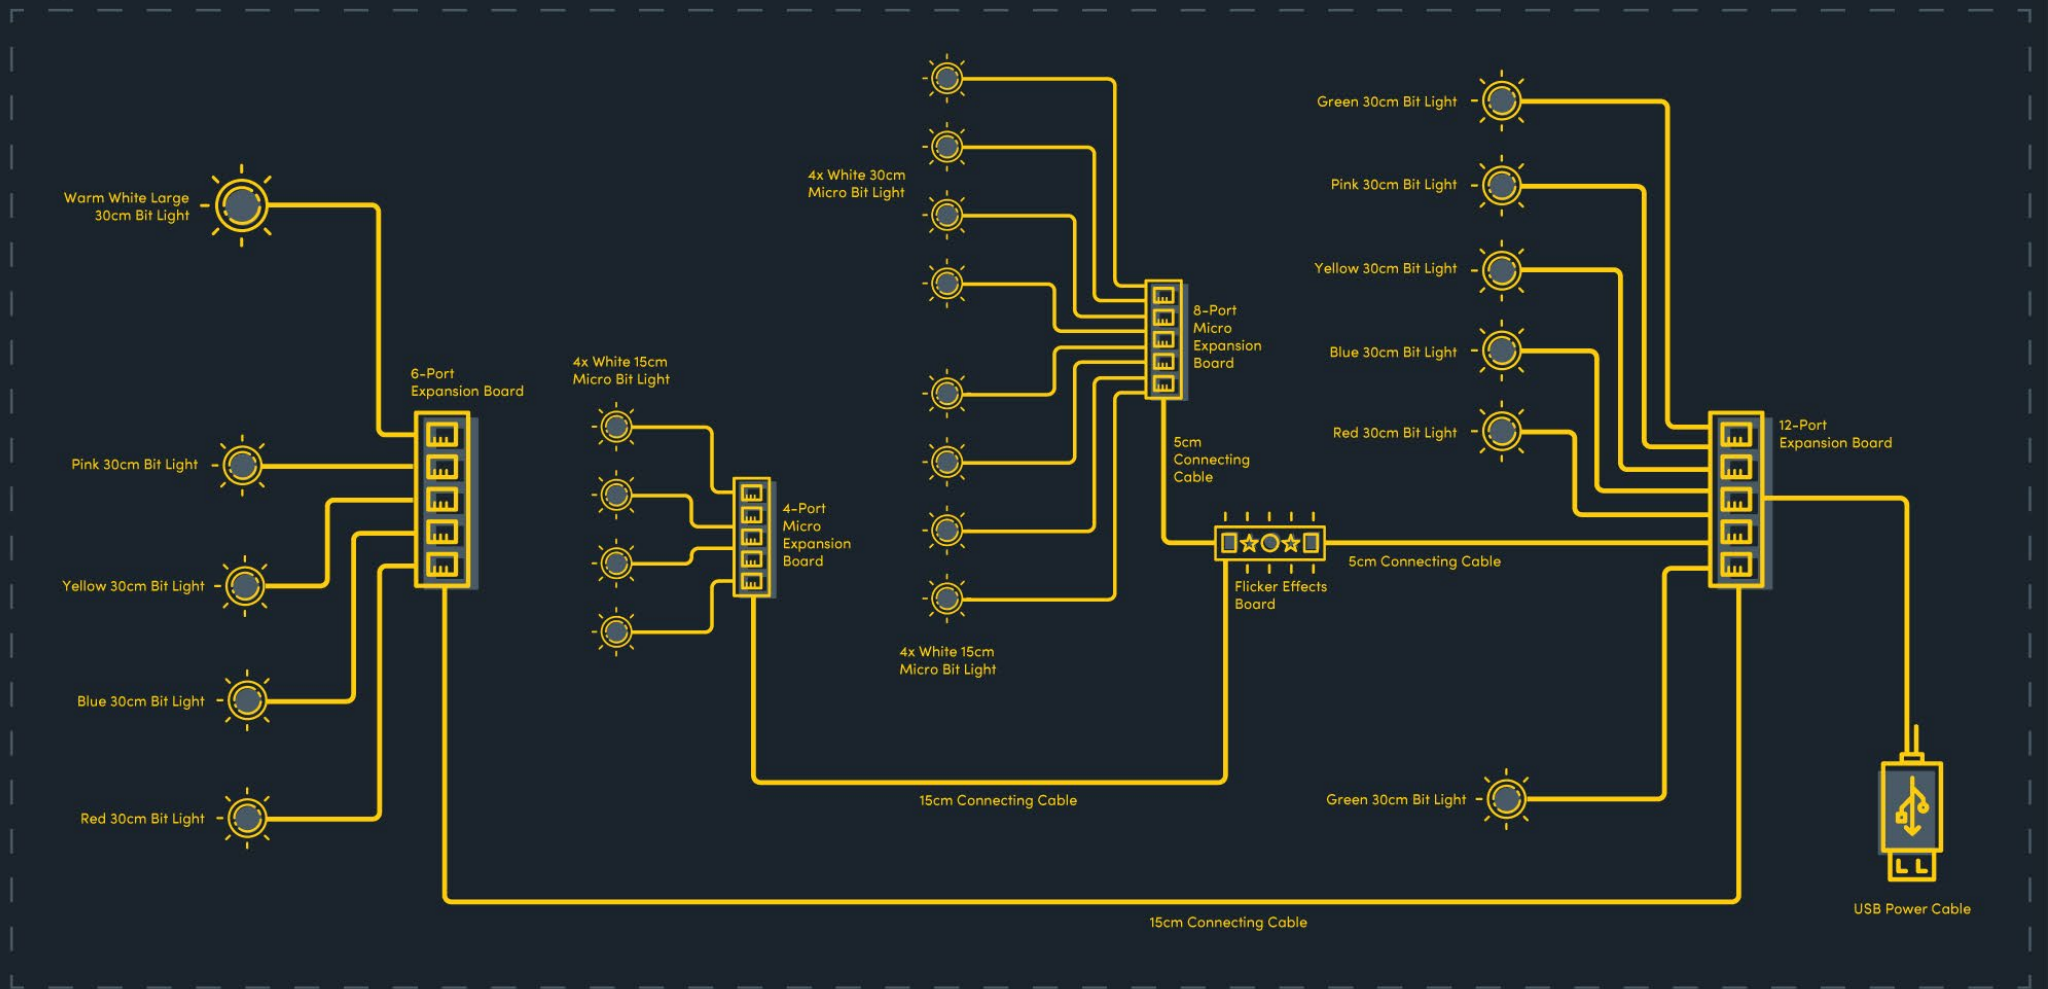 Warm White Large
30cm Bit Light
Pink 30cm Bit Light
Yellow 30cm Bit Light
Blue 30cm Bit Light
Red 30cm Bit Light
6-Port
Expansion Board
4x White 15cm
Micro Bit Light
4-Port
Micro
Expansion
Board
4x White 30cm
Micro Bit Light
4x White 15cm
Micro Bit Light
8-Port
Micro
Expansion
Board
5cm
Connecting
Cable
Flicker Effects
Board
5cm Connecting Cable
15cm Connecting Cable
15cm Connecting Cable
Green 30cm Bit Light
Pink 30cm Bit Light
Yellow 30cm Bit Light
Blue 30cm Bit Light
Red 30cm Bit Light
12-Port
Expansion Board
Green 30cm Bit Light
USB Power Cable